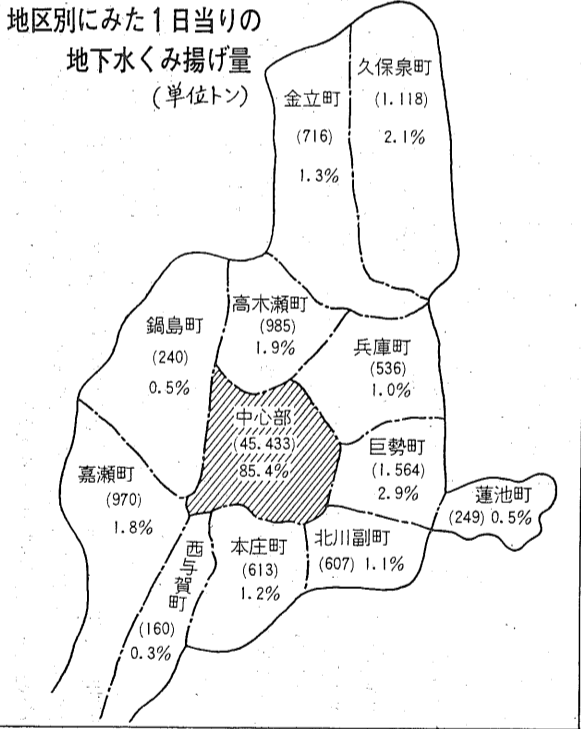 地区別にみた1日当りの
地下水くみ揚げ量
(単位トン)
久保泉町
(1.118)
2.1%
金立町
(716)
1.3%
高木瀬町
(985)
1.9%
鍋島町
(240)
0.5%
兵庫町
(536)
1.0%
中心部
(45.433)
85.4%
巨勢町
(1.564)
2.9%
嘉瀬町
(970)
1.8%
蓮池町
(249) 0.5%
北川副町
(607) 1.1%
本庄町
(613)
1.2%
西与賀町
(160)
0.3%